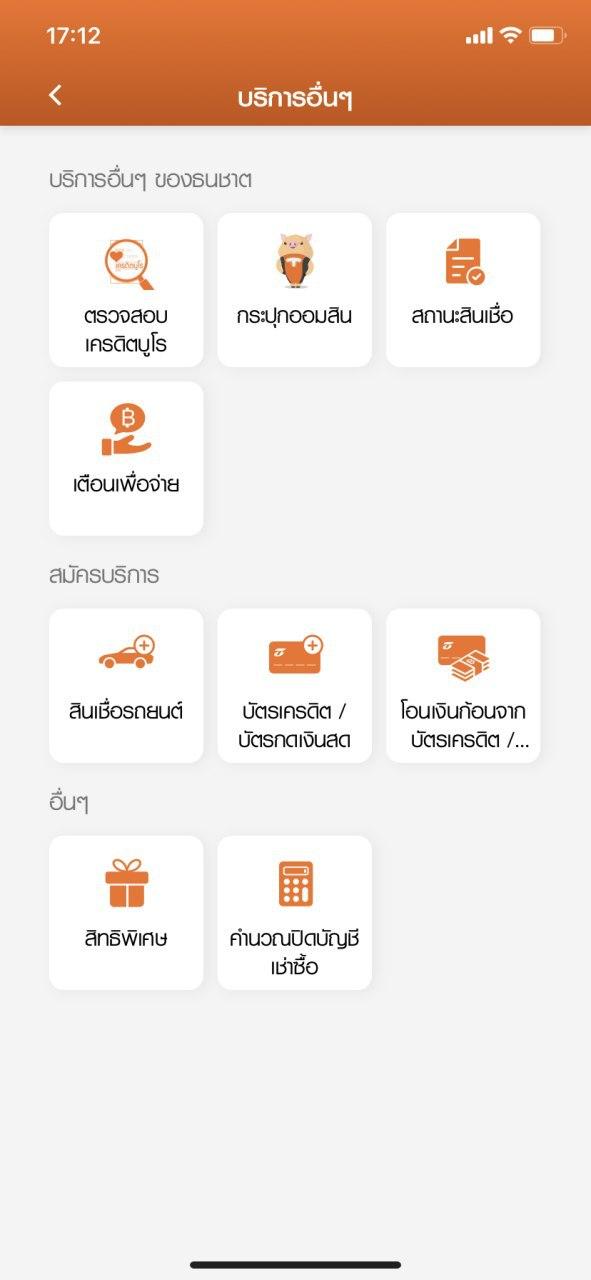 17:12
บริการอื่นๆ
บริการอื่นๆ ของธนชาต
เครดิตบูโร
ตรวจสอบ
เครดิตบูโร
กระปุกออมสิน
สถานะสินเชื่อ
เตือนเพื่อจ่าย
สมัครบริการ
สินเชื่อรถยนต์
บัตรเครดิต /
บัตรกดเงินสด
โอนเงินก้อนจาก
บัตรเครดิต /...
อื่นๆ
สิทธิพิเศษ
คำนวณปิดบัญชี
เช่าซื้อ